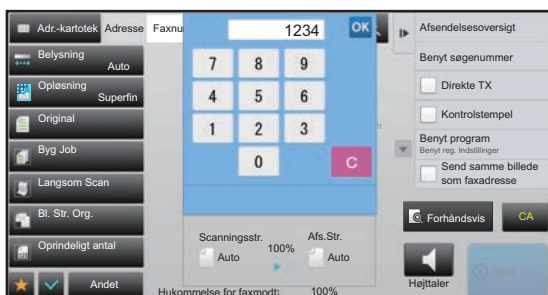 Adr.-kartotek
Adresse
Faxnu
1234
OK
Afsendelsesoversigt
Belysning
Auto
7 8 9
Benyt søgenummer
Opløsning
Superfin
4 5 6
Direkte TX
Original
1 2 3
Kontrolstempel
Byg Job
0 C
Benyt program
Benyt reg. Indstillinger
Langsom Scan
Send samme billede
som faxadresse
Bl. Str. Org.
Forhåndsvis
CA
Oprindeligt antal
Scanningsstr.
Auto
100%
Afs.Str.
Auto
Andet
Hukommelse for faxmodt:
100%
Højttaler
Start